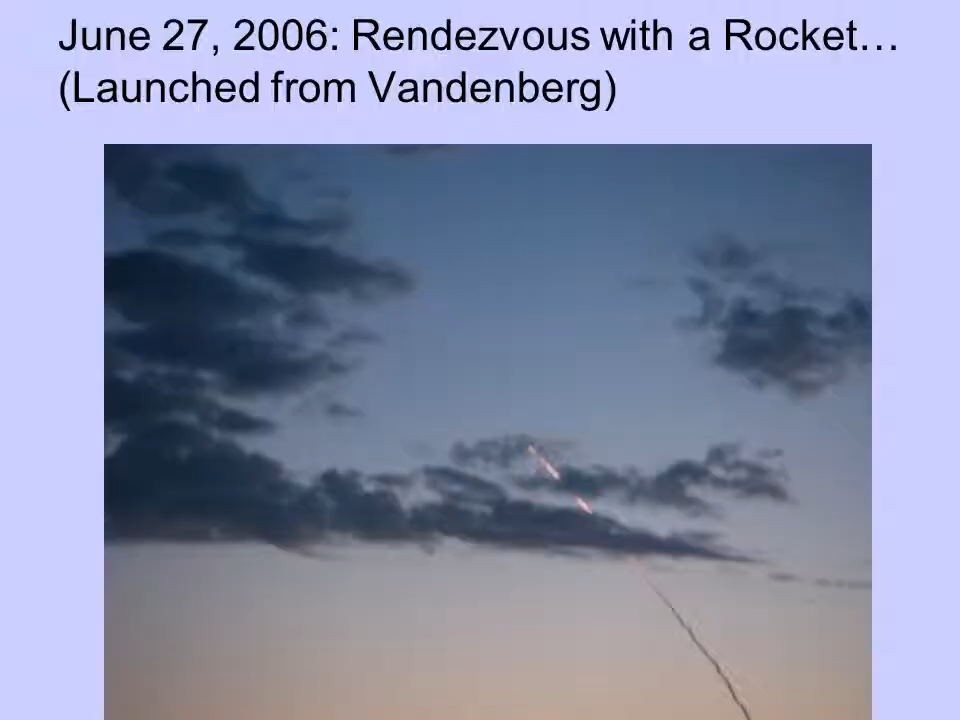 June 27, 2006: Rendezvous with a Rocket…
(Launched from Vandenberg)